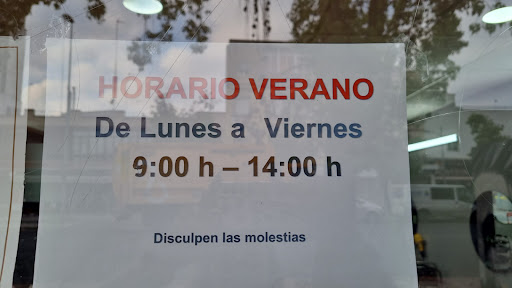 HORARIO VERANO
De Lunes a Viernes
9:00 h – 14:00 h
Disculpen las molestias